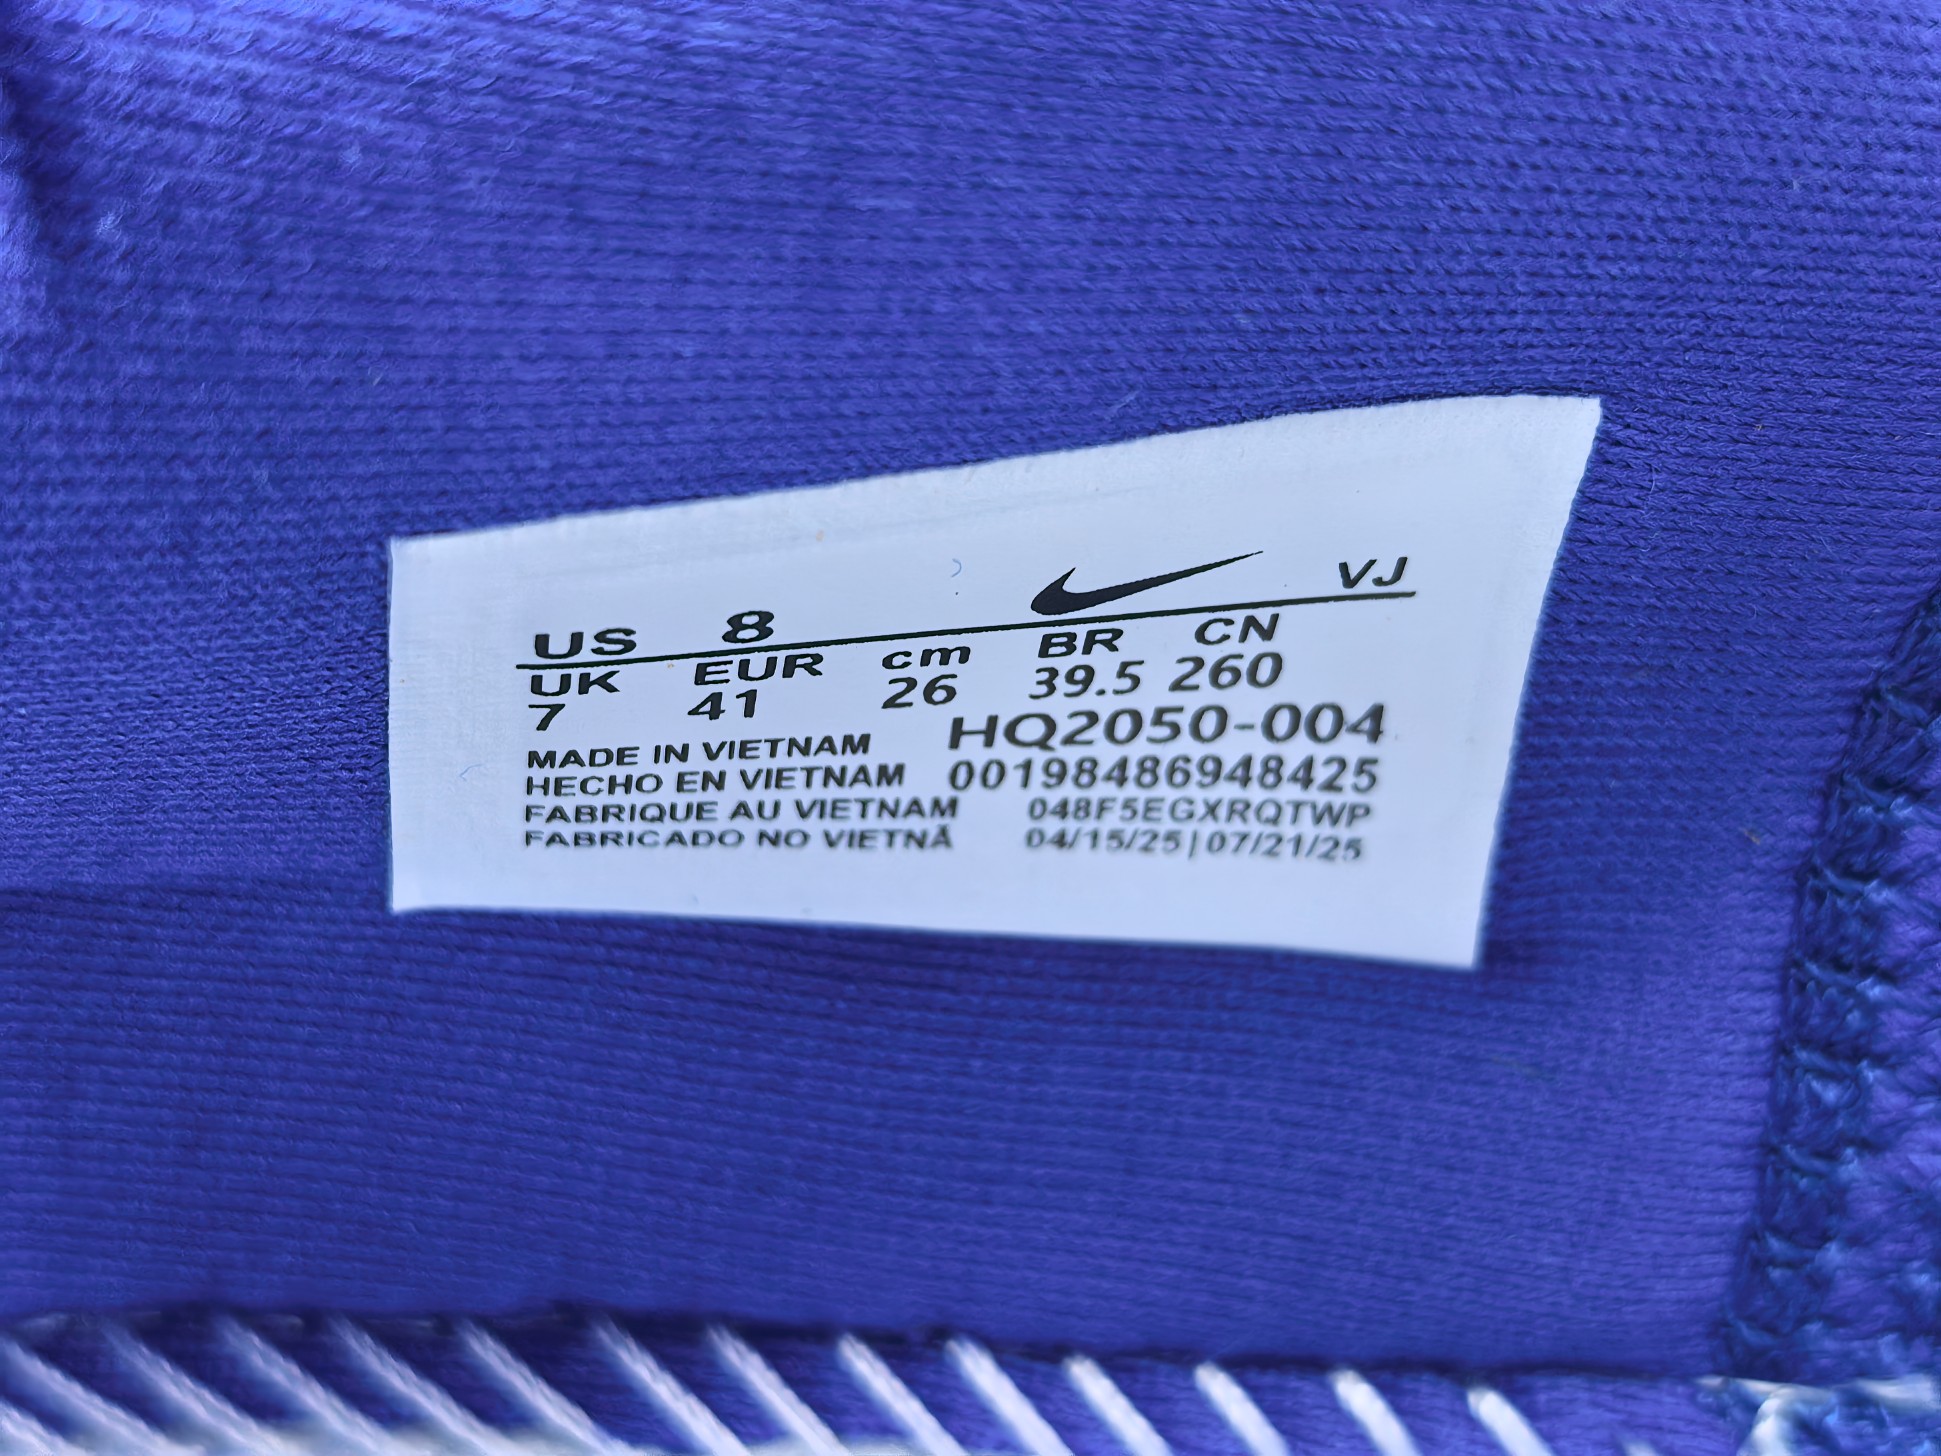 VJ
US 8
UK EUR cm BR CN
7 41 26 39.5 260
MADE IN VIETNAM HQ2050-004
HECHO EN VIETNAM 00198486948425
FABRIQUE AU VIETNAM 048F5EGXRQTWP
FABRICADO NO VIETNÃ 04/15/25|07/21/25